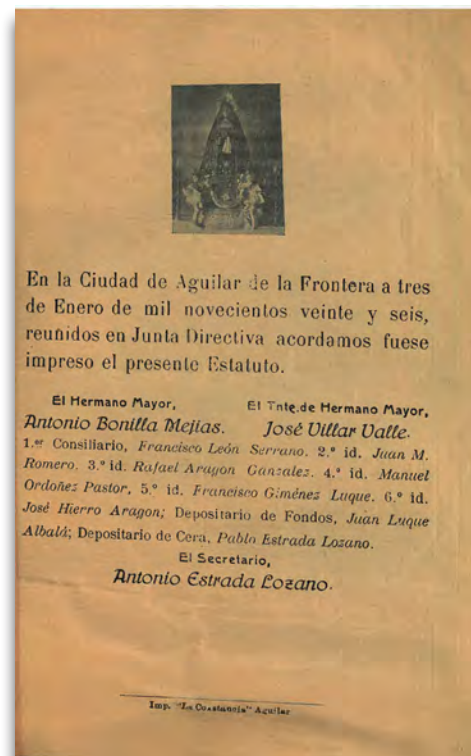 En la Ciudad de Aguilar de la Frontera a tres
de Enero de mil novecientos veinte y seis,
reunidos en Junta Directiva acordamos fuese
impreso el presente Estatuto.
El Hermano Mayor, El Tnte. de Hermano Mayor,
Antonio Bonilla Mejías. José Villar Valle.
1.er Consiliario, Francisco León Serrano. 2.º id. Juan M.
Romero. 3.º id. Rafael Aragon Ganzalez. 4.º id. Manuel
Ordoñez Pastor, 5.º id. Francisco Giménez Luque. 6.º id.
José Hierro Aragon; Depositario de Fondos, Juan Luque
Albalá; Depositario de Cera, Pablo Estrada Lozano.
El Secretario,
Antonio Estrada Lozano.
Imp. "La Constancia" Aguilar